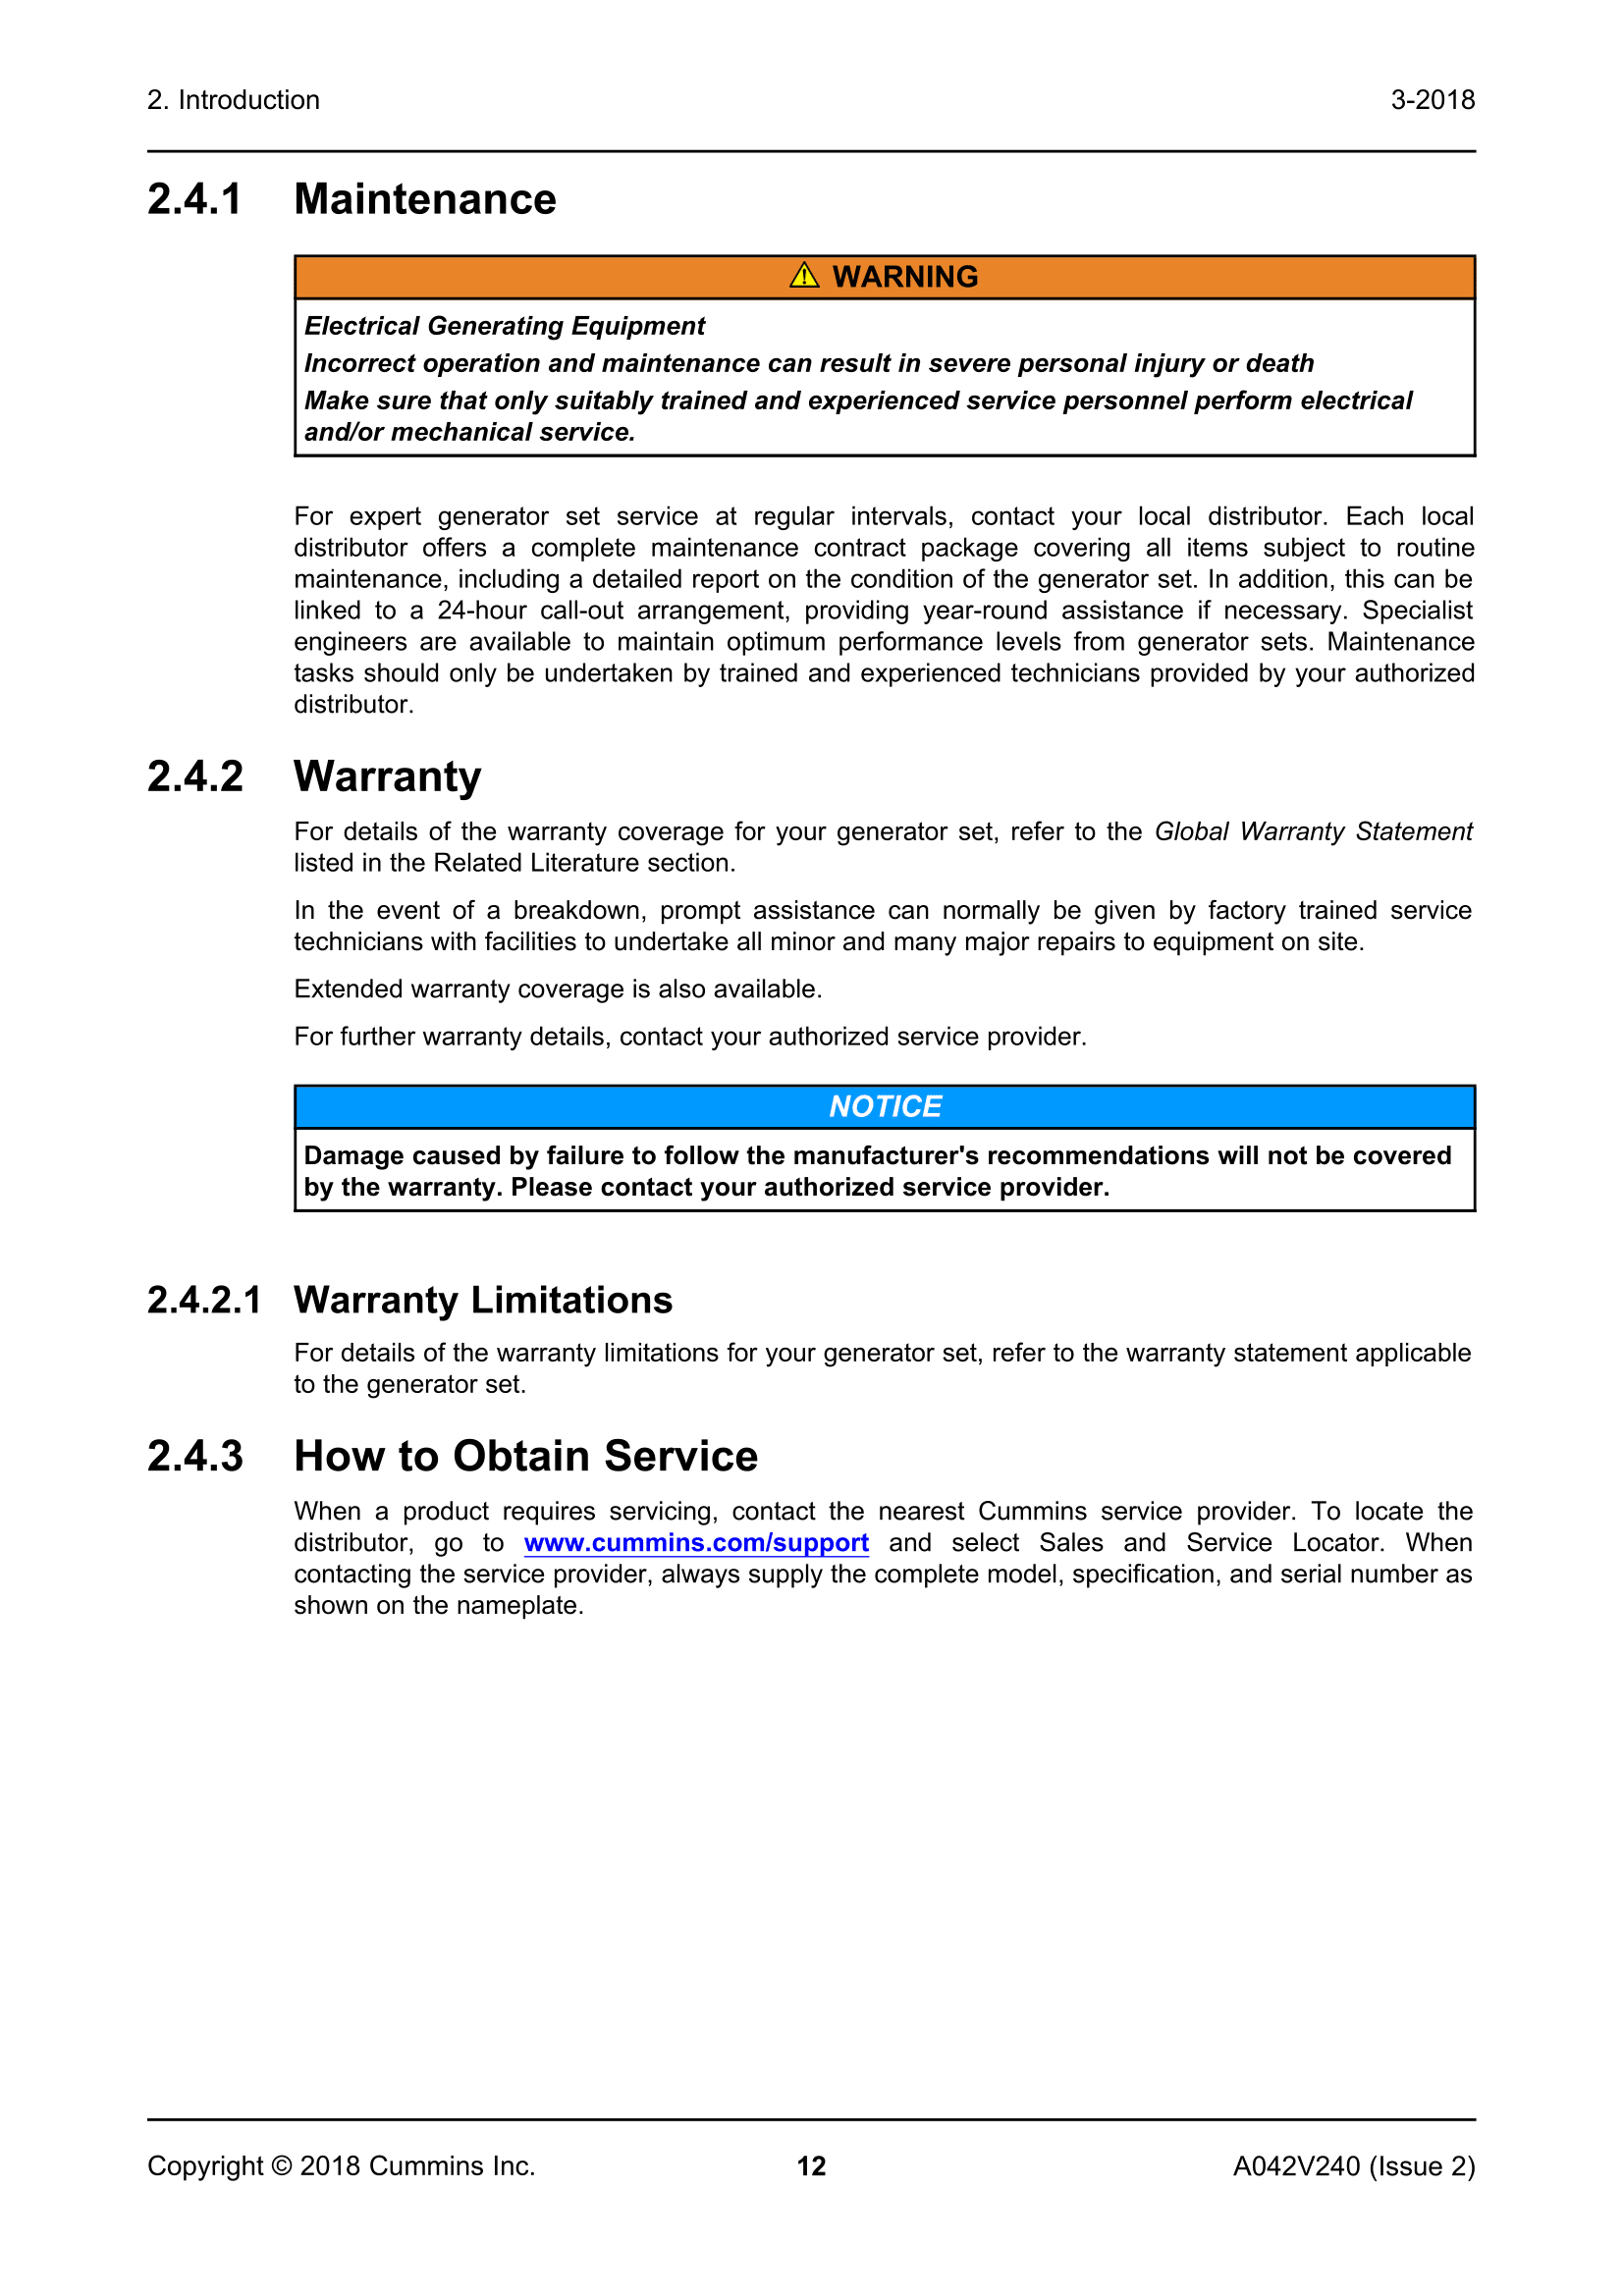 2. Introduction 3-2018
2.4.1 Maintenance
WARNING
Electrical Generating Equipment
Incorrect operation and maintenance can result in severe personal injury or death
Make sure that only suitably trained and experienced service personnel perform electrical
and/or mechanical service.
For expert generator set service at regular intervals, contact your local distributor. Each local
distributor offers a complete maintenance contract package covering all items subject to routine
maintenance, including a detailed report on the condition of the generator set. In addition, this can be
linked to a 24-hour call-out arrangement, providing year-round assistance if necessary. Specialist
engineers are available to maintain optimum performance levels from generator sets. Maintenance
tasks should only be undertaken by trained and experienced technicians provided by your authorized
distributor.
2.4.2 Warranty
For details of the warranty coverage for your generator set, refer to the Global Warranty Statement
listed in the Related Literature section.
In the event of a breakdown, prompt assistance can normally be given by factory trained service
technicians with facilities to undertake all minor and many major repairs to equipment on site.
Extended warranty coverage is also available.
For further warranty details, contact your authorized service provider.
NOTICE
Damage caused by failure to follow the manufacturer's recommendations will not be covered
by the warranty. Please contact your authorized service provider.
2.4.2.1 Warranty Limitations
For details of the warranty limitations for your generator set, refer to the warranty statement applicable
to the generator set.
2.4.3 How to Obtain Service
When a product requires servicing, contact the nearest Cummins service provider. To locate the
distributor, go to www.cummins.com/support and select Sales and Service Locator. When
contacting the service provider, always supply the complete model, specification, and serial number as
shown on the nameplate.
Copyright © 2018 Cummins Inc. 12 A042V240 (Issue 2)